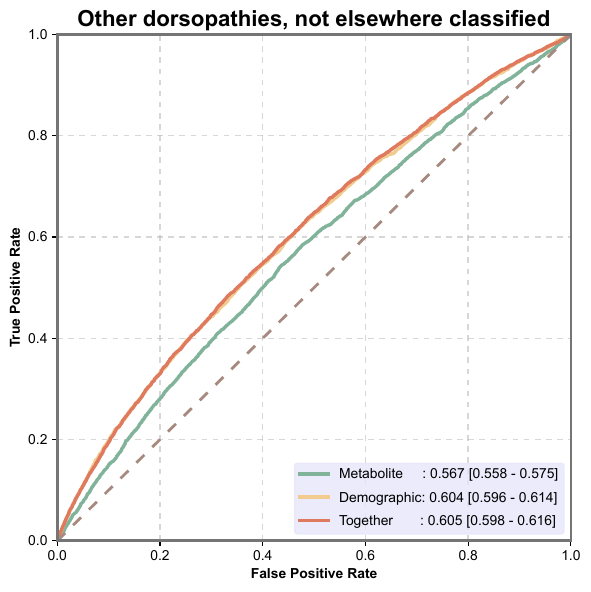 Other dorsopathies, not elsewhere classified
1.0
0.8
0.6
0.4
0.2
0.0
True Positive Rate
Metabolite : 0.567 [0.558 - 0.575]
Demographic: 0.604 [0.596 - 0.614]
Together : 0.605 [0.598 - 0.616]
0.0 0.2 0.4 0.6 0.8 1.0
False Positive Rate